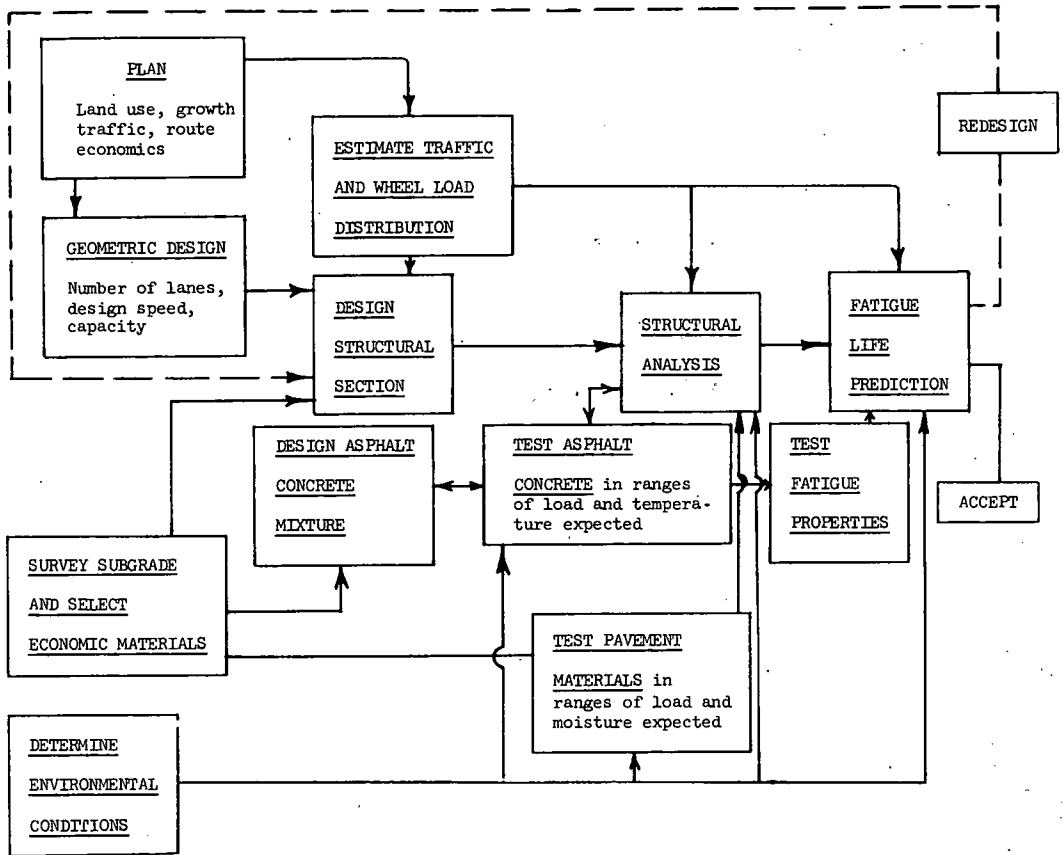 PLAN
Land use, growth
traffic, route
economics
REDESIGN
ESTIMATE TRAFFIC
AND WHEEL LOAD
DISTRIBUTION
GEOMETRIC DESIGN
Number of lanes,
design speed,
capacity
DESIGN
STRUCTURAL
SECTION
STRUCTURAL
ANALYSIS
FATIGUE
LIFE
PREDICTION
DESIGN ASPHALT
CONCRETE
MIXTURE
TEST ASPHALT
CONCRETE in ranges
of load and tempera-
ture expected
TEST
FATIGUE
PROPERTIES
ACCEPT
SURVEY SUBGRADE
AND SELECT
ECONOMIC MATERIALS
TEST PAVEMENT
MATERIALS in
ranges of load and
moisture expected
DETERMINE
ENVIRONMENTAL
CONDITIONS